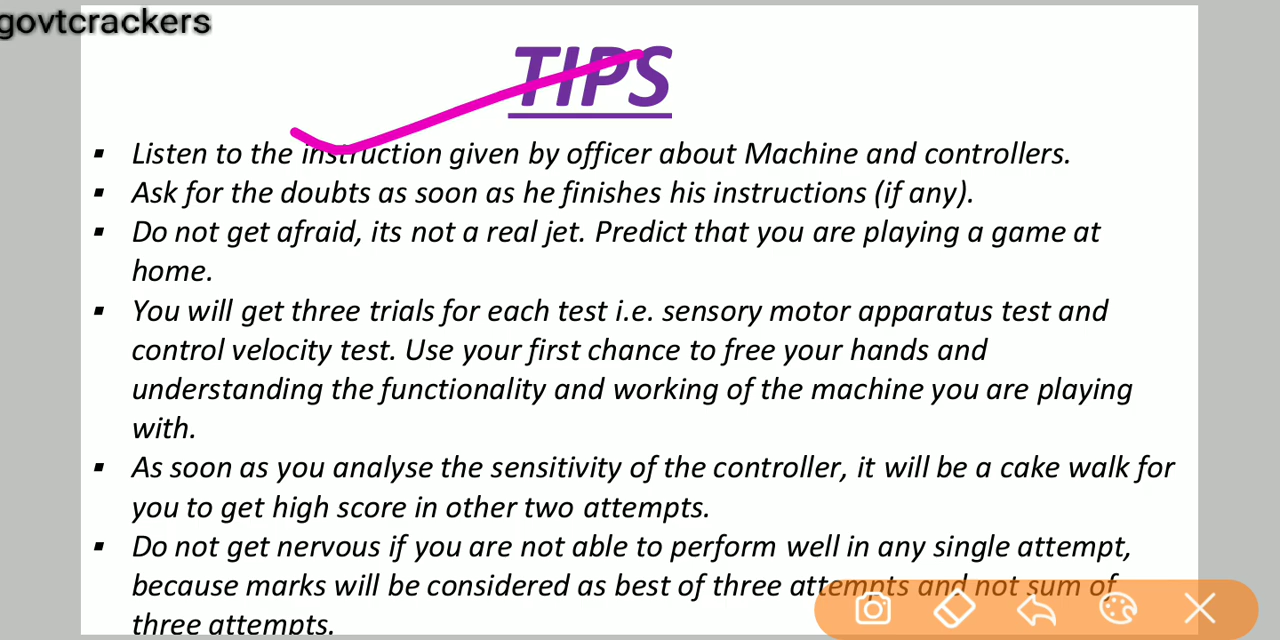 govtcrackers
TIPS
▪ Listen to the instruction given by officer about Machine and controllers.
▪ Ask for the doubts as soon as he finishes his instructions (if any).
▪ Do not get afraid, its not a real jet. Predict that you are playing a game at
home.
▪ You will get three trials for each test i.e. sensory motor apparatus test and
control velocity test. Use your first chance to free your hands and
understanding the functionality and working of the machine you are playing
with.
▪ As soon as you analyse the sensitivity of the controller, it will be a cake walk for
you to get high score in other two attempts.
▪ Do not get nervous if you are not able to perform well in any single attempt,
because marks will be considered as best of three attempts and not sum of
three attempts.